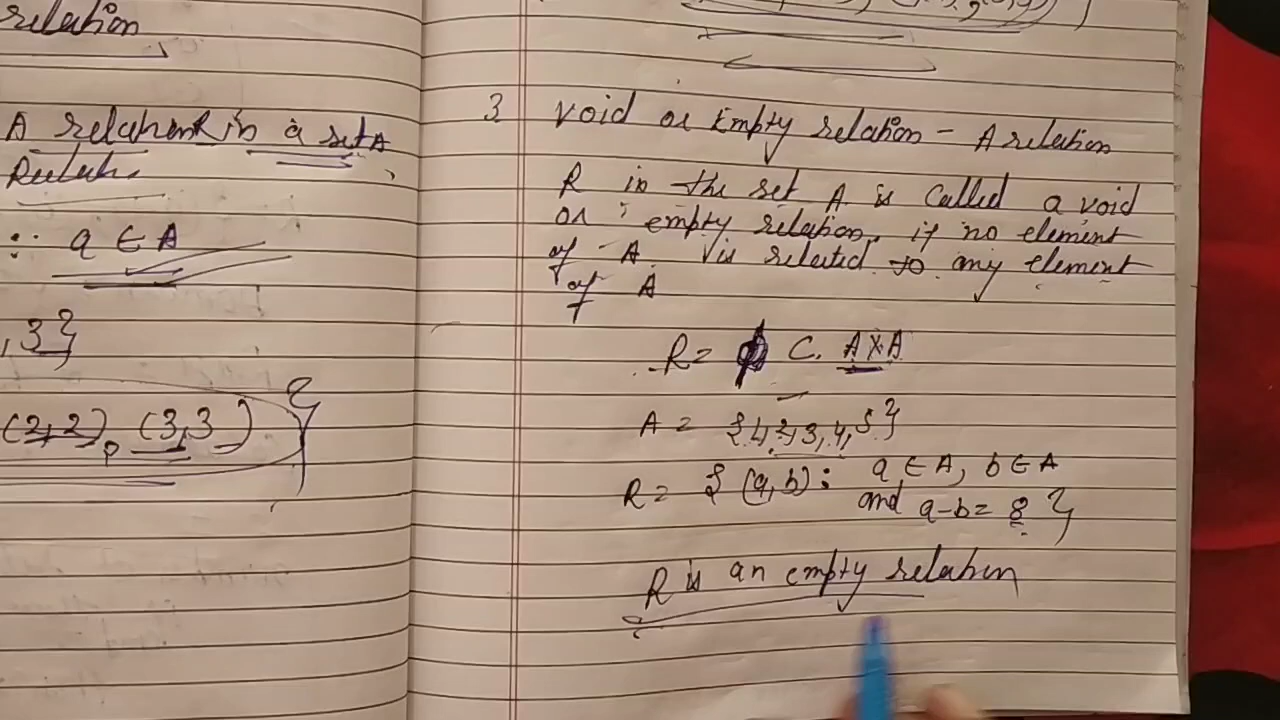 relation
A relation R in a set A
∵ a ∈ A
, 3}
(2,2), (3,3) }
3 Void or Empty relation - A relation
R in the set A is called a void
or empty relation, if no element
of A is related to any element
of A
R = ϕ ⊂ A×A
A = {1,2,3,4,5}
R = {(a,b): a ∈ A, b ∈ A
and a-b = 8}
R is an empty relation